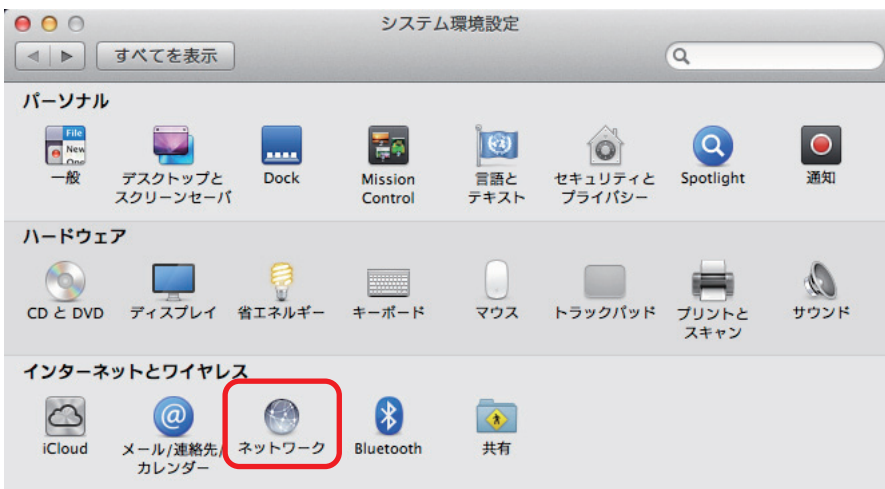 システム環境設定
すべてを表示
パーソナル
File
New
One
一般
デスクトップと
スクリーンセーバ
Dock
Mission
Control
言語と
テキスト
セキュリティと
プライバシー
Spotlight
通知
ハードウェア
CD と DVD
ディスプレイ
省エネルギー
キーボード
マウス
トラックパッド
プリントと
スキャン
サウンド
インターネットとワイヤレス
iCloud
メール/連絡先/
カレンダー
ネットワーク
Bluetooth
共有